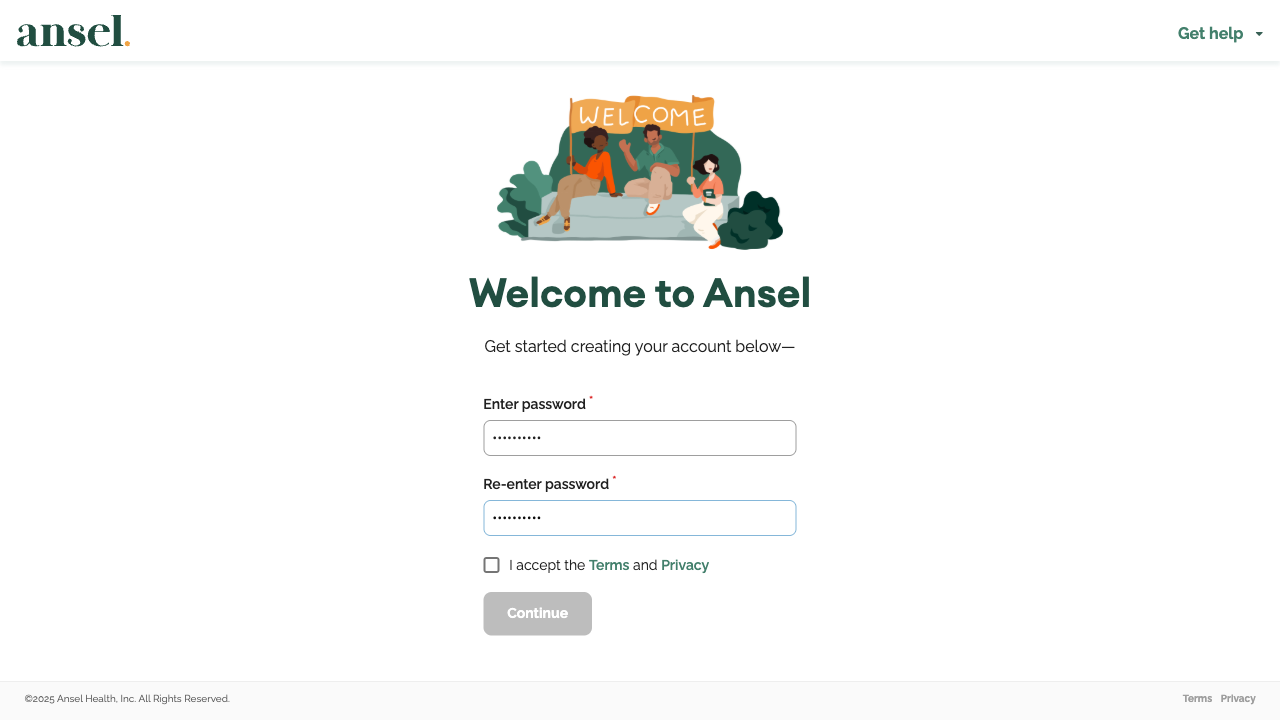 ansel.
Get help
WELCOME
Welcome to Ansel
Get started creating your account below—
Enter password *
••••••••••
Re-enter password *
••••••••••
I accept the Terms and Privacy
Continue
©2025 Ansel Health, Inc. All Rights Reserved.
Terms Privacy